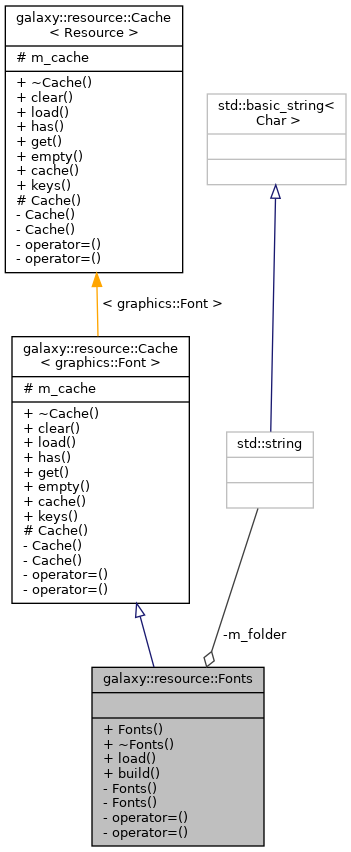 galaxy::resource::Cache
< Resource >
# m_cache
+ ~Cache()
+ clear()
+ load()
+ has()
+ get()
+ empty()
+ cache()
+ keys()
# Cache()
- Cache()
- Cache()
- operator=()
- operator=()
std::basic_string<
Char >
< graphics::Font >
galaxy::resource::Cache
< graphics::Font >
# m_cache
+ ~Cache()
+ clear()
+ load()
+ has()
+ get()
+ empty()
+ cache()
+ keys()
# Cache()
- Cache()
- Cache()
- operator=()
- operator=()
std::string
-m_folder
galaxy::resource::Fonts
+ Fonts()
+ ~Fonts()
+ load()
+ build()
- Fonts()
- Fonts()
- operator=()
- operator=()